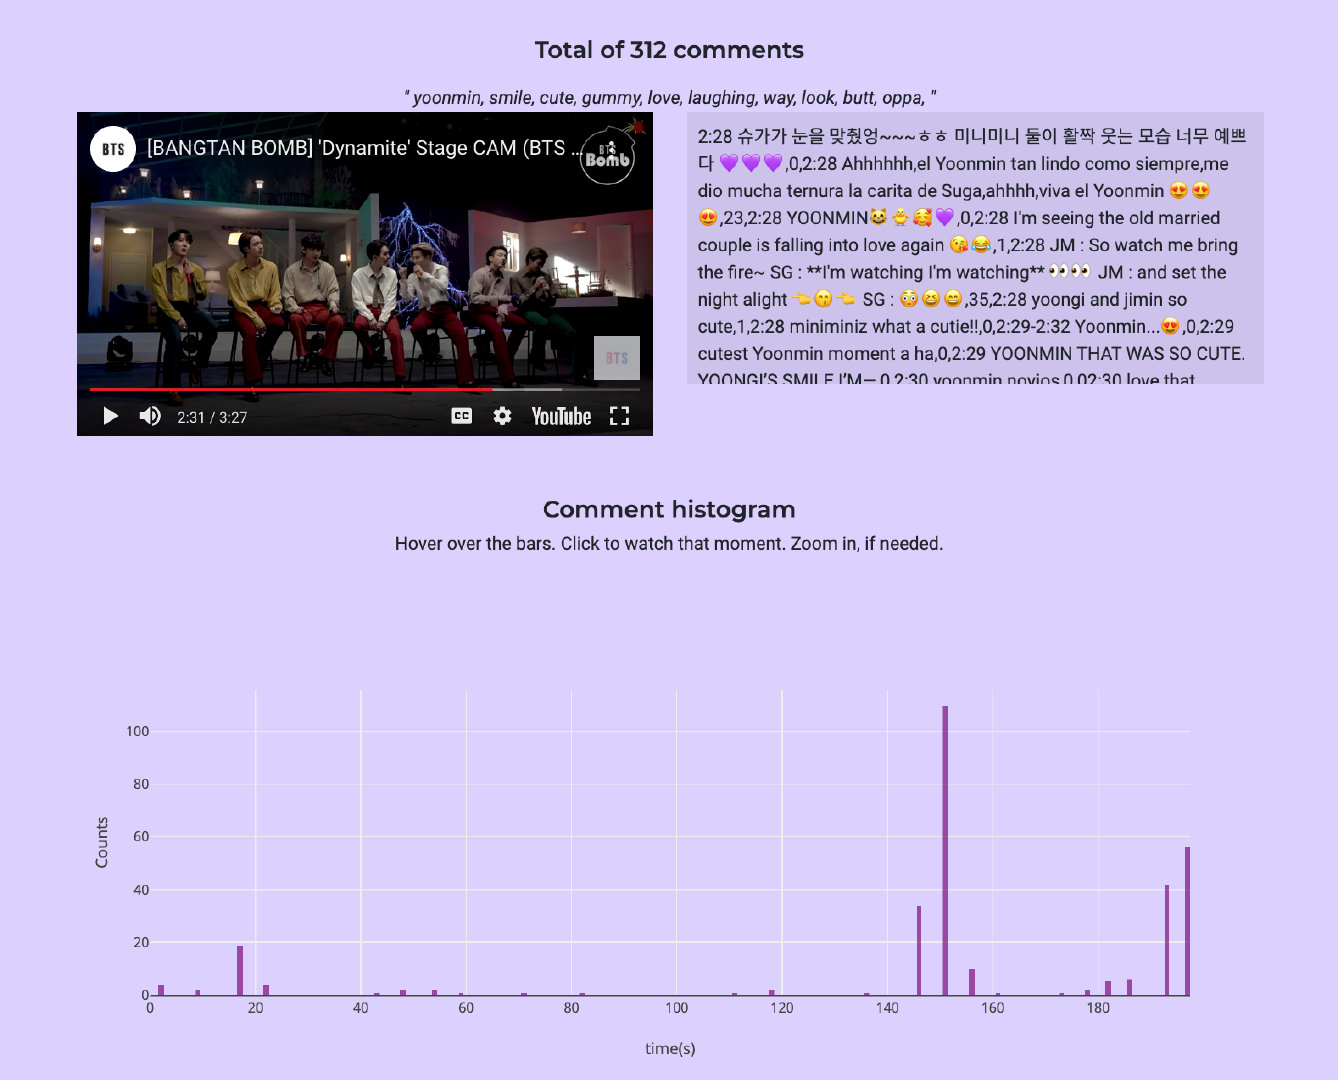 Total of 312 comments
" yoonmin, smile, cute, gummy, love, laughing, way, look, butt, oppa, "
BTS
[BANGTAN BOMB] 'Dynamite' Stage CAM (BTS ...
BTS
Bomb
BTS
2:31 / 3:27
CC
YouTube
2:28 슈가가 눈을 맞췄엉~~~ㅎㅎ 미니미니 둘이 활짝 웃는 모습 너무 예쁘
다 💜💜💜,0,2:28 Ahhhhhh,el Yoonmin tan lindo como siempre,me
dio mucha ternura la carita de Suga,ahhhh,viva el Yoonmin 😍😍
😍,23,2:28 YOONMIN😺🐥🥰💜,0,2:28 I'm seeing the old married
couple is falling into love again 😘😂,1,2:28 JM : So watch me bring
the fire~ SG : **I'm watching I'm watching** 👀👀 JM : and set the
night alight 👈😙👈 SG : 😳😆😄,35,2:28 yoongi and jimin so
cute,1,2:28 miniminiz what a cutie!!,0,2:29-2:32 Yoonmin...😍,0,2:29
cutest Yoonmin moment a ha,0,2:29 YOONMIN THAT WAS SO CUTE.
YOONGI'S SMILE I'M—,0,2:30 yoonmin novios,0,02:30 love that
Comment histogram
Hover over the bars. Click to watch that moment. Zoom in, if needed.
100
80
60
40
20
0
Counts
0 20 40 60 80 100 120 140 160 180
time(s)